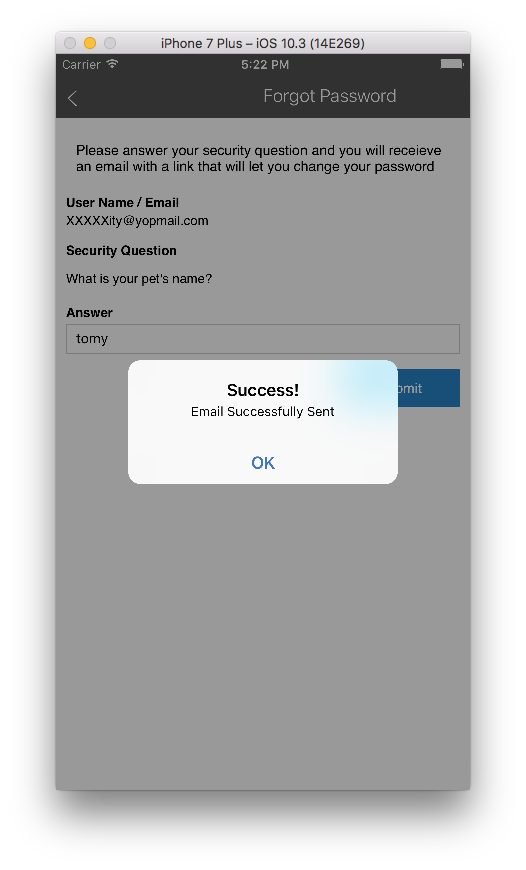 iPhone 7 Plus – iOS 10.3 (14E269)
Carrier 5:22 PM
Forgot Password
Please answer your security question and you will receieve
an email with a link that will let you change your password
User Name / Email
XXXXXity@yopmail.com
Security Question
What is your pet's name?
Answer
tomy
bmit
Success!
Email Successfully Sent
OK